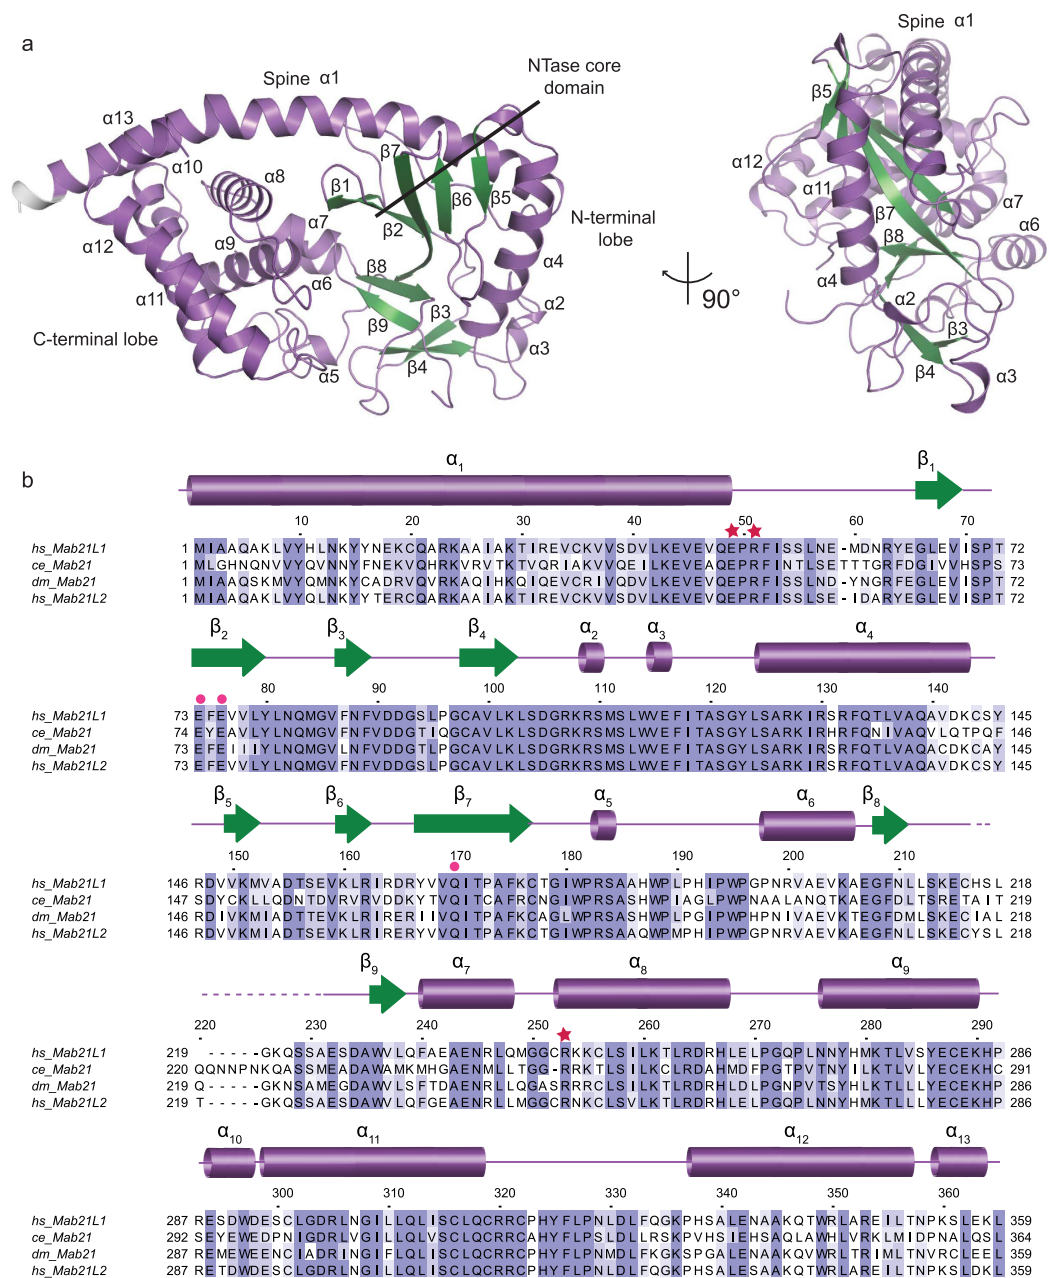 a
Spine α1
NTase core
domain
α13
α10
α8
β7
β1
β6
β5
α7
β2
N-terminal
lobe
α12
α9
α4
β8
α6
α11
β3
α2
β9
C-terminal lobe
α3
β4
α5
90°
Spine α1
β5
α12
α11
α7
β7
α6
β8
α4
α2
β3
β4
α3
b
α1 β1
10 20 30 40 50 60 70
hs_Mab21L1 1 MIAAQAKLVYHLNKYYNEKCQARKAAIAKTIREVCKVVSDVLKEVEVQEPRFISSLNE-MDNRYEGLEVISPT 72
ce_Mab21 1 MLGHNQNVVYQVNNYFNEKVQHRKVRVTKTVQRIAKVVQEILKEVEAQEPRFINTLSETTTGRFDGIVVHSPS 73
dm_Mab21 1 MIAAQSKMVYQMNKYCADRVQVRKAQIHKQIQEVCRIVQDVLKEVEVQEPRFISSLND-YNGRFEGLEVISPT 72
hs_Mab21L2 1 MIAAQAKLVYQLNKYYTERCQARKAAIAKTIREVCKVVSDVLKEVEVQEPRFISSLSE-IDARYEGLEVISPT 72
β2 β3 β4 α2 α3 α4
80 90 100 110 120 130 140
hs_Mab21L1 73 EFEVVLYLNQMGVFNFVDDGSLPGCAVLKLSDGRKRSMSLWVEFITASGYLSARKIRSRFQTLVAQAVDKCSY 145
ce_Mab21 74 EYEAVLYLNQMGVFNFVDDGTIQGCAVLKLSDGRKRSMSLWVEFITASGYLSARKIRHRFQNIVAQVLQTPQF 146
dm_Mab21 73 EFEIIIYLNQMGVLNFVDDGTLPGCAVLKLSDGRKRSMSLWVEFITASGYLSARKIRSRFQTLVAQACDKCAY 145
hs_Mab21L2 73 EFEVVLYLNQMGVFNFVDDGSLPGCAVLKLSDGRKRSMSLWVEFITASGYLSARKIRSRFQTLVAQAVDKCSY 145
β5 β6 β7 α5 α6 β8
150 160 170 180 190 200 210
hs_Mab21L1 146 RDVVKMVADTSEVKLRIRDRYVVQITPAFKCTGIWPRSAAHWPLPHIPWPGPNRVAEVKAEGFNLLSKECHSL 218
ce_Mab21 147 SDYCKLLQDNTDVRVRVDDKYTVQITCAFRCNGIWPRSASHWPIAGLPWPNAALANQTKAEGFDLTSRETAIT 219
dm_Mab21 146 RDIVKMIADTTEVKLRIRERIIVQITPAFKCAGLWPRSASHWPLPGIPWPHPNIVAEVKTEGFDMLSKECIAL 218
hs_Mab21L2 146 RDVVKMIADTSEVKLRIRERYVVQITPAFKCTGIWPRSAAQWPMPHIPWPGPNRVAEVKAEGFNLLSKECYSL 218
β9 α7 α8 α9
220 230 240 250 260 270 280 290
hs_Mab21L1 219 - - - - - -GKQSSAESDAWVLQFAEAENRLQMGGCRKKCLSILKTLRDRHLELPGQPLNNYHMKTLVSYECEKHP 286
ce_Mab21 220 QQNNPNKQASSMEADAWAMKMHGAENMLLTGG-RRKTLSILKCLRDAHMDFPGTPVTNYILKTLVLYECEKHC 291
dm_Mab21 219 Q- - - - -GKNSAMEGDAWVLSFTDAENRLLQGASRRRCLSILKTLRDRHLDLPGNPVTSYHLKTLLLYECEKHP 286
hs_Mab21L2 219 T- - - - -GKQSSAESDAWVLQFGEAENRLLMGGCRNKCLSVLKTLRDRHLELPGQPLNNYHMKTLLLYECEKHP 286
α10 α11 α12 α13
300 310 320 330 340 350 360
hs_Mab21L1 287 RESDWDESCLGDRLNGILLQLISCLQCRRCPHYFLPNLDLFQGKPHSALENAAKQTWRLAREILTNPKSLEKL 359
ce_Mab21 292 SEYEWEDPNIGDRLVGILLQLVSCLQCRRCAHYFLPSMDLLRSKPVHSIEHSAQLAWHLVRKLMIDPNALQSL 364
dm_Mab21 287 REMEWEENCIADRINGIFLQLISCLQCRRCPHYFLPNMDLFKGKSPGALENAAKQVWRLTRIMLTNVRCLEEL 359
hs_Mab21L2 287 RETDWDESCLGDRLNGILLQLISCLQCRRCPHYFLPNLDLFQGKPHSALESAAKQTWRLAREILTNPKSLDKL 359